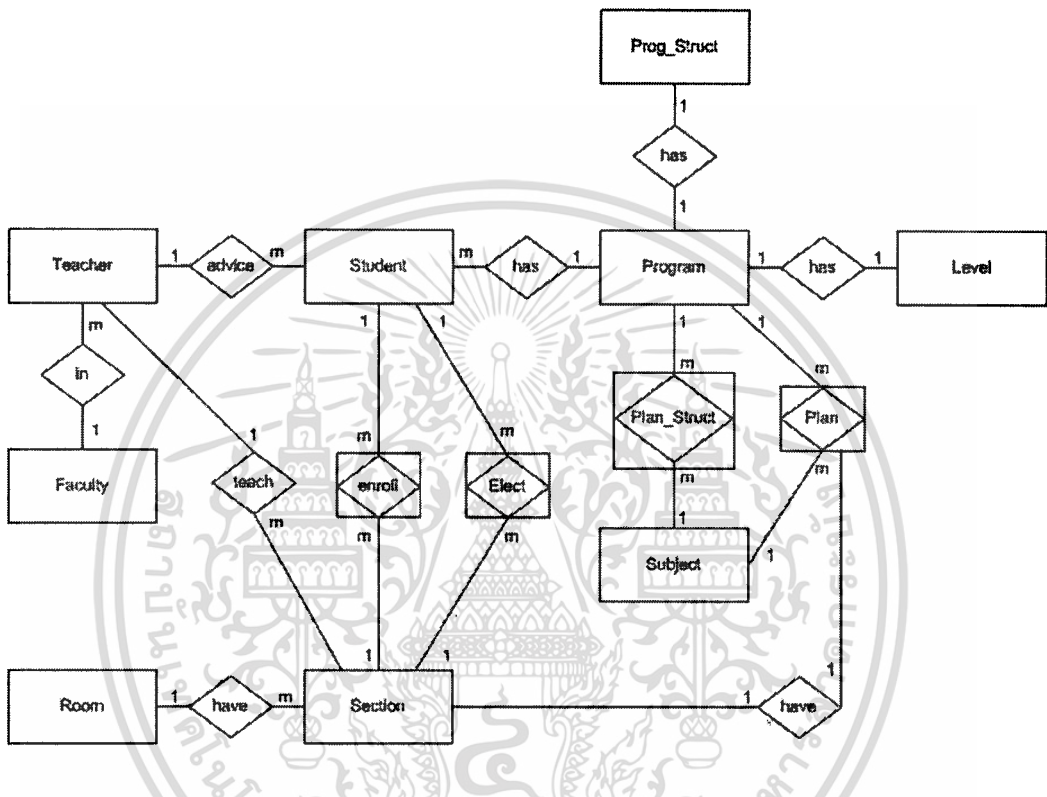 Prog_Struct
1
has
1
Teacher
1
advice
m
Student
m
has
1
Program
1
has
1
Level
m
In
1
Faculty
1
teach
m
1
m
enroll
m
1
1
m
Elect
m
1
1
m
Plan_Struct
m
1
Subject
1
m
Plan
m
1
1
have
1
Room
1
have
m
Section